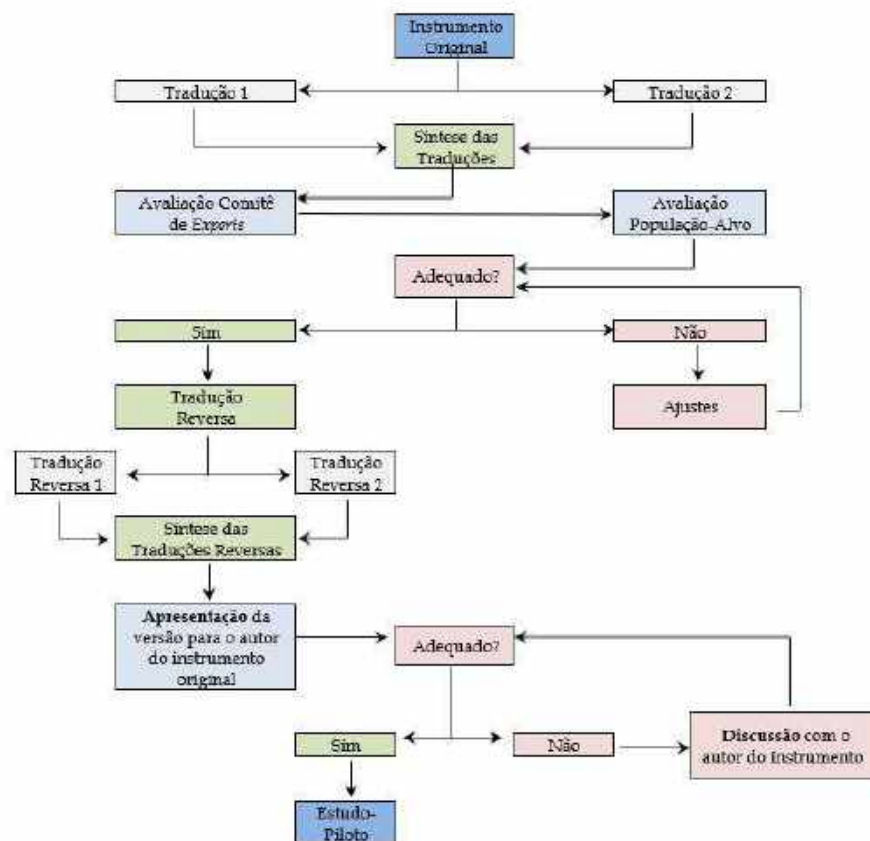 Instrumento
Original
Tradução 1
Tradução 2
Síntese das
Traduções
Avaliação Comitê
de Experts
Avaliação
População-Alvo
Adequado?
Sim
Não
Tradução
Reversa
Ajustes
Tradução
Reversa 1
Tradução
Reversa 2
Síntese das
Traduções Reversas
Apresentação da
versão para o autor
do instrumento
original
Adequado?
Sim
Não
Discussão com o
autor do Instrumento
Estudo-
Piloto